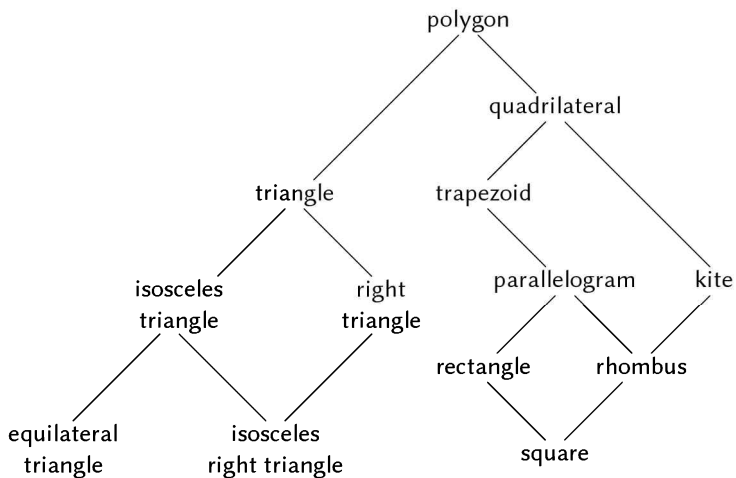 polygon
quadrilateral
triangle
trapezoid
isosceles
triangle
right
triangle
parallelogram
kite
rectangle
rhombus
equilateral
triangle
isosceles
right triangle
square